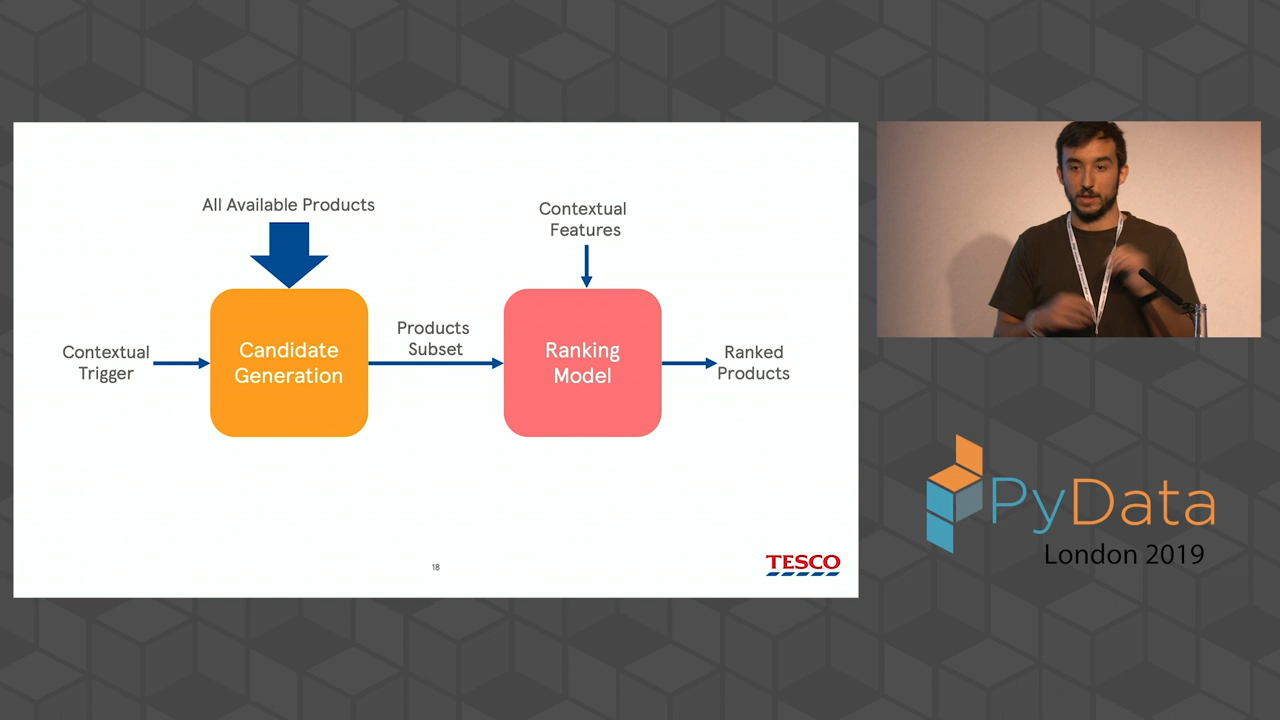 All Available Products
Contextual
Features
Contextual
Trigger
Candidate
Generation
Products
Subset
Ranking
Model
Ranked
Products
18
TESCO
PyData
London 2019